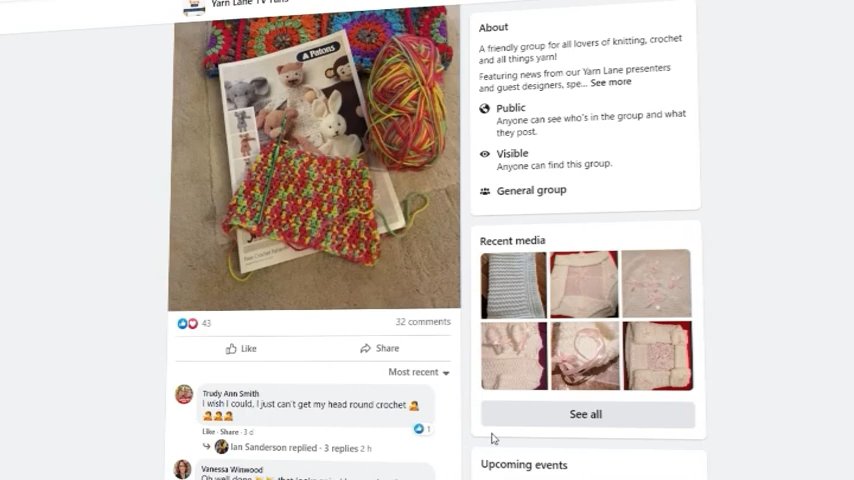 Yarn Lane TV Fans
Patons
43
32 comments
Like
Share
Most recent
Trudy Ann Smith
I wish I could, I just can't get my head round crochet
Like · Share · 3 d
1
Ian Sanderson replied · 3 replies 2 h
Vanessa Winwood
Oh well done
About
A friendly group for all lovers of knitting, crochet
and all things yarn!
Featuring news from our Yarn Lane presenters
and guest designers, spe... See more
Public
Anyone can see who's in the group and what
they post.
Visible
Anyone can find this group.
General group
Recent media
See all
Upcoming events